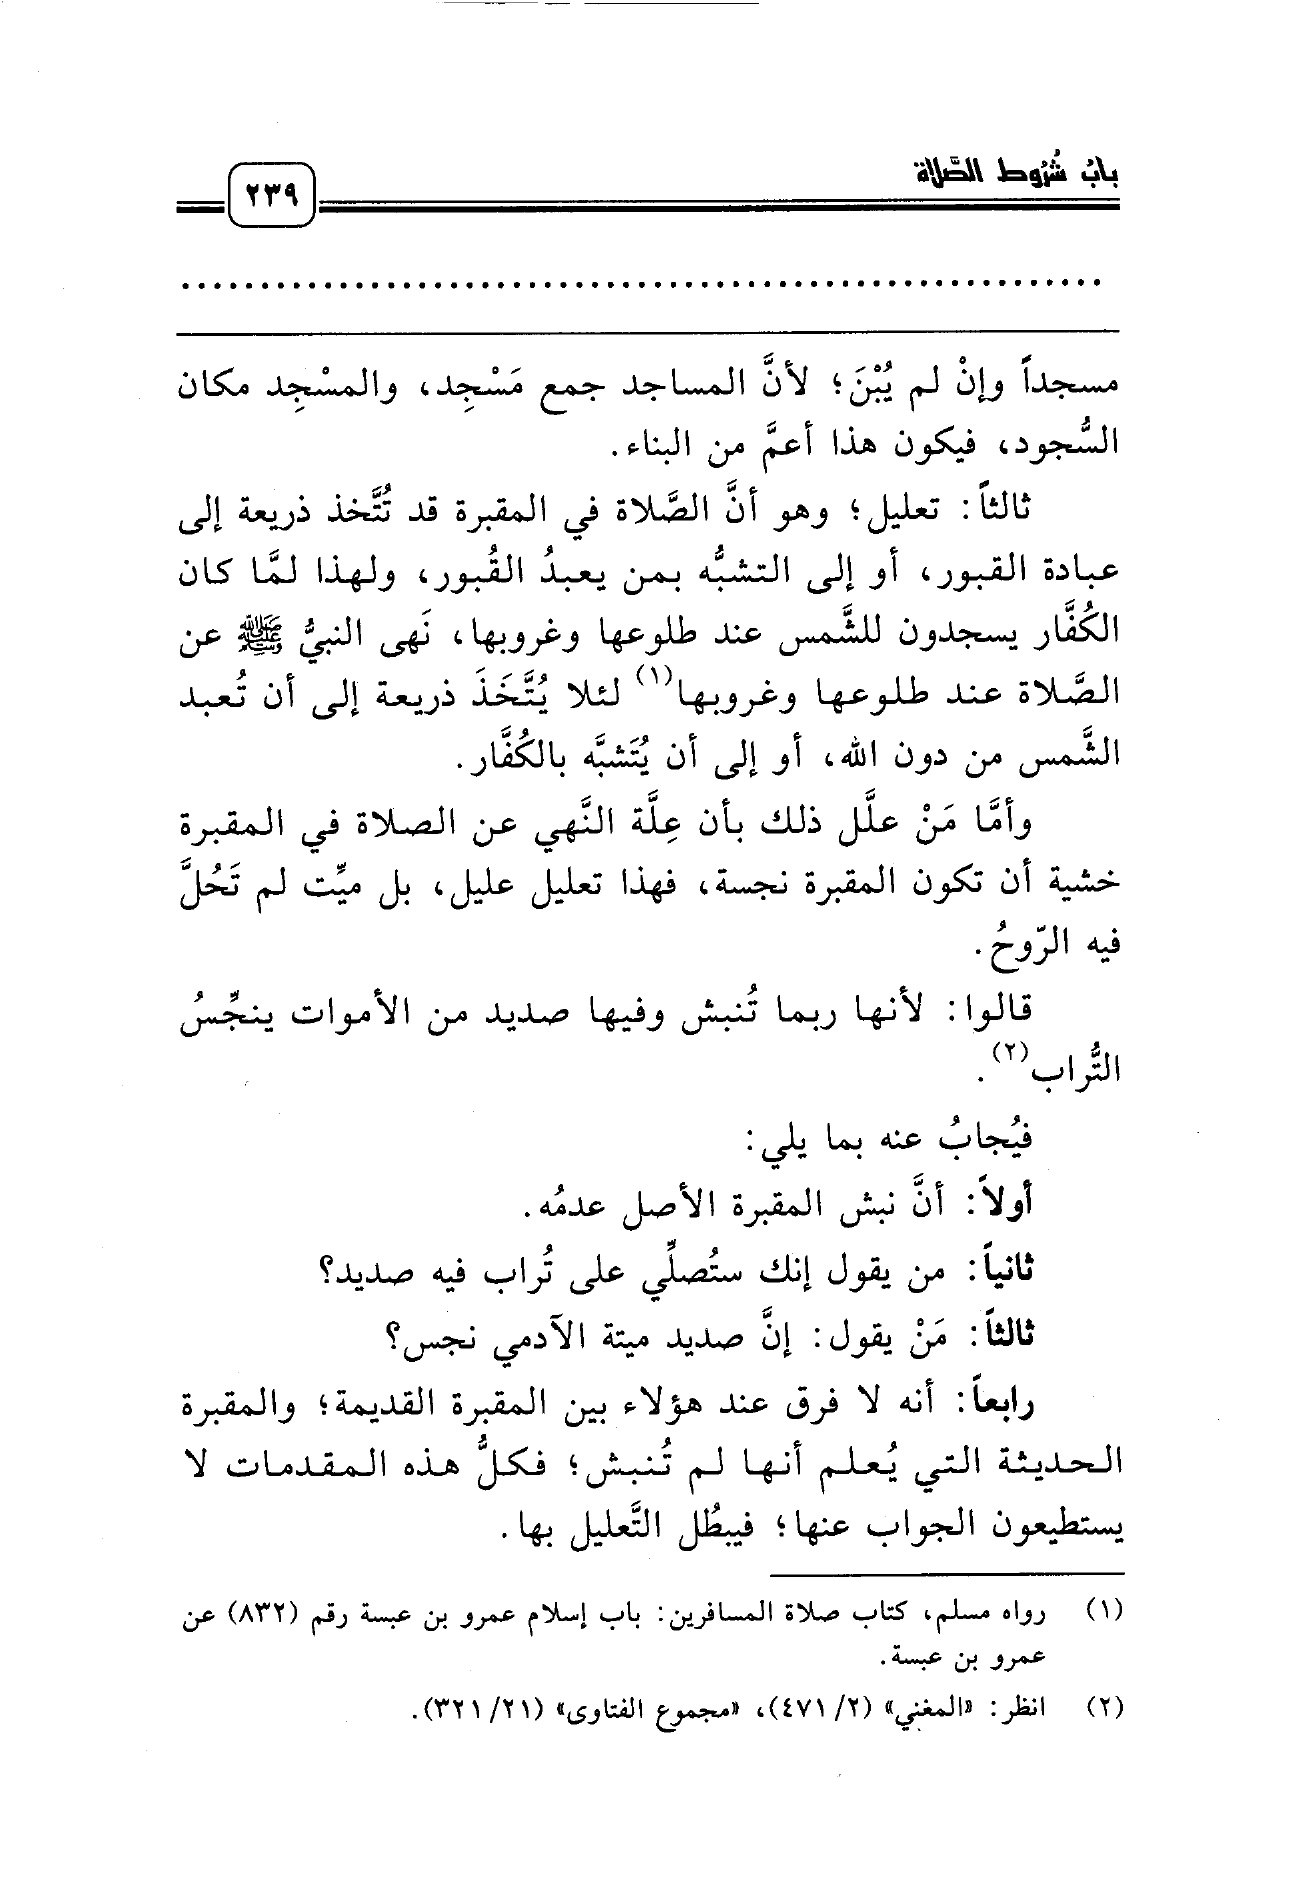 بابُ شُرُوط الصَّلاة
٢٣٩
مسجداً وإنْ لم يُبْنَ؛ لأنَّ المساجد جمع مَسْجِد، والمسْجِد مكان
السُّجود، فيكون هذا أعمَّ من البناء.
ثالثاً: تعليل؛ وهو أنَّ الصَّلاة في المقبرة قد تُتَّخذ ذريعة إلى
عبادة القبور، أو إلى التشبُّه بمن يعبدُ القُبور، ولهذا لمَّا كان
الكُفَّار يسجدون للشَّمس عند طلوعها وغروبها، نَهى النبيُّ ﷺ عن
الصَّلاة عند طلوعها وغروبها(١) لئلا يُتَّخَذَ ذريعة إلى أن تُعبد
الشَّمس من دون الله، أو إلى أن يُتَشبَّه بالكُفَّار.
وأمَّا مَنْ علَّل ذلك بأن عِلَّة النَّهي عن الصلاة في المقبرة
خشية أن تكون المقبرة نجسة، فهذا تعليل عليل، بل ميِّت لم تَحُلَّ
فيه الرّوحُ.
قالوا: لأنها ربما تُنبش وفيها صديد من الأموات ينجِّسُ
التُّراب(٢).
فيُجابُ عنه بما يلي:
أولاً: أنَّ نبش المقبرة الأصل عدمُه.
ثانياً: من يقول إنك ستُصلِّي على تُراب فيه صديد؟
ثالثاً: مَنْ يقول: إنَّ صديد ميتة الآدمي نجس؟
رابعاً: أنه لا فرق عند هؤلاء بين المقبرة القديمة؛ والمقبرة
الحديثة التي يُعلم أنها لم تُنبش؛ فكلُّ هذه المقدمات لا
يستطيعون الجواب عنها؛ فيبطُل التَّعليل بها.
(١) رواه مسلم، كتاب صلاة المسافرين: باب إسلام عمرو بن عبسة رقم (٨٣٢) عن
عمرو بن عبسة.
(٢) انظر: «المغني» (٢/ ٤٧١)، «مجموع الفتاوى» (٢١/ ٣٢١).